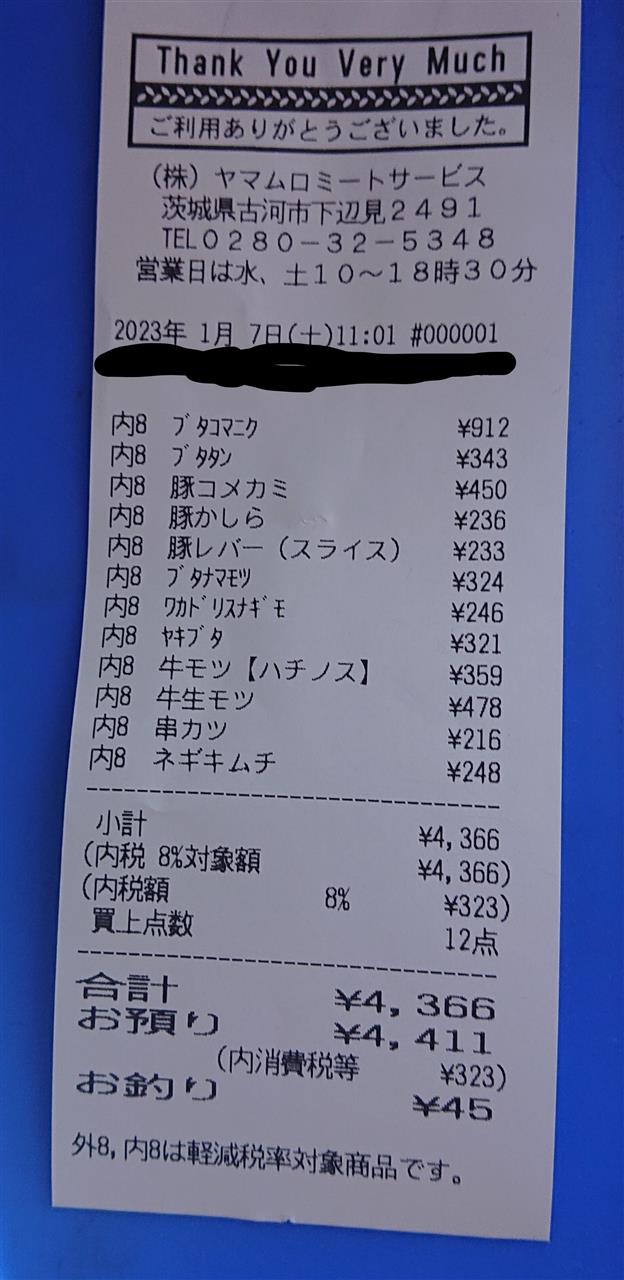 Thank You Very Much
ご利用ありがとうございました。
(株)ヤマムロミートサービス
茨城県古河市下辺見2491
TEL0280-32-5348
営業日は水、土10〜18時30分
2023年 1月 7日(土)11:01 #000001
内8 ブタコマニク ¥912
内8 ブタタン ¥343
内8 豚コメカミ ¥450
内8 豚かしら ¥236
内8 豚レバー(スライス) ¥233
内8 ブタナマモツ ¥324
内8 ワカドリスナギモ ¥246
内8 ヤキブタ ¥321
内8 牛モツ【ハチノス】 ¥359
内8 牛生モツ ¥478
内8 串カツ ¥216
内8 ネギキムチ ¥248
小計 ¥4,366
(内税 8%対象額 ¥4,366)
(内税額 8% ¥323)
買上点数 12点
合計 ¥4,366
お預り ¥4,411
(内消費税等 ¥323)
お釣り ¥45
外8,内8は軽減税率対象商品です。